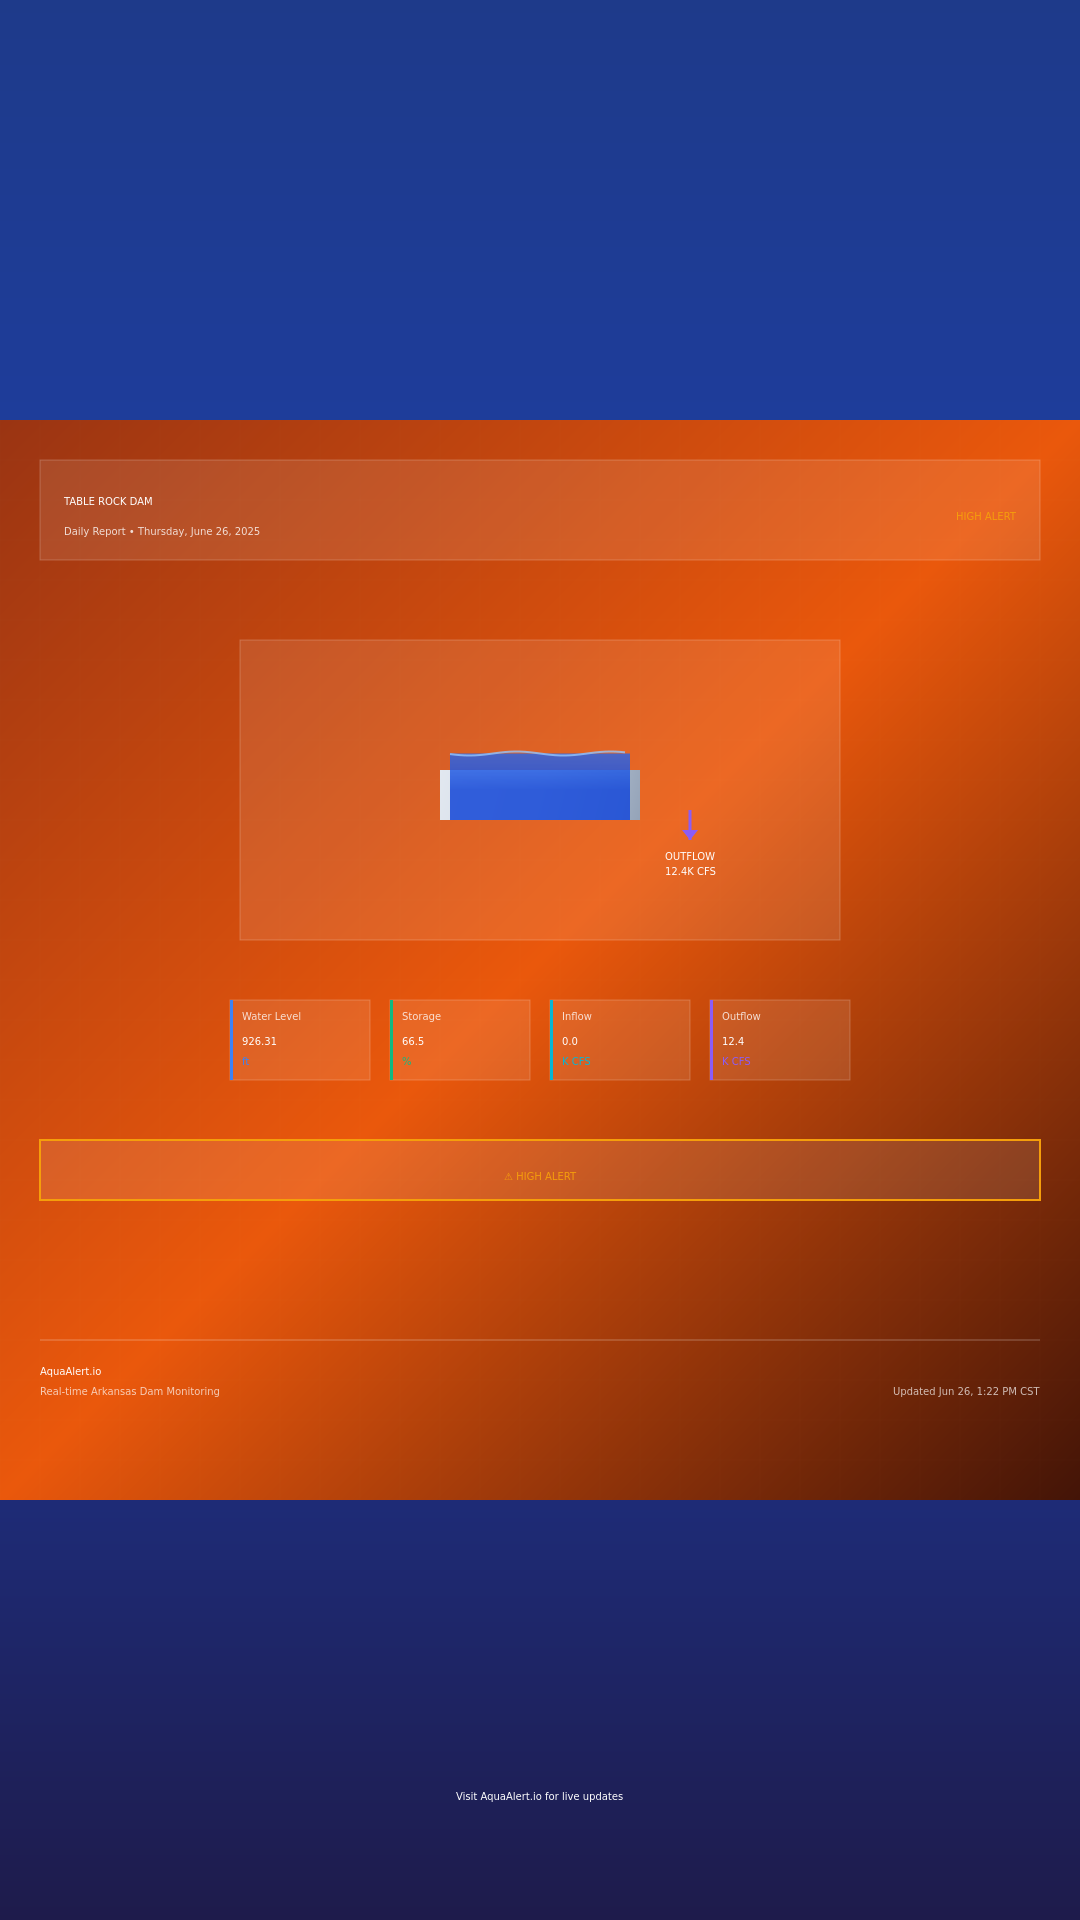 TABLE ROCK DAM
HIGH ALERT
Daily Report • Thursday, June 26, 2025
OUTFLOW
12.4K CFS
Water Level
926.31
ft
Storage
66.5
%
Inflow
0.0
K CFS
Outflow
12.4
K CFS
⚠ HIGH ALERT
AquaAlert.io
Real-time Arkansas Dam Monitoring
Updated Jun 26, 1:22 PM CST
Visit AquaAlert.io for live updates